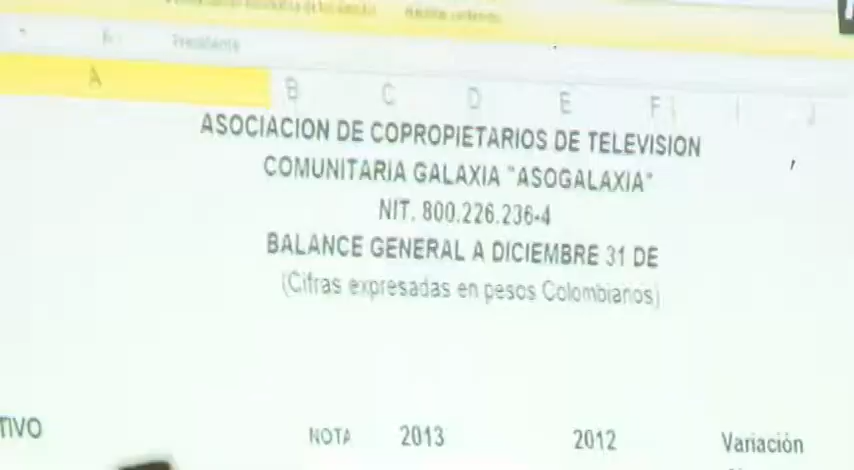 Presidente
A B C D E F I J
ASOCIACION DE COPROPIETARIOS DE TELEVISION
COMUNITARIA GALAXIA "ASOGALAXIA"
NIT. 800.226.236-4
BALANCE GENERAL A DICIEMBRE 31 DE
(Cifras expresadas en pesos Colombianos)
TIVO NOTA 2013 2012 Variación